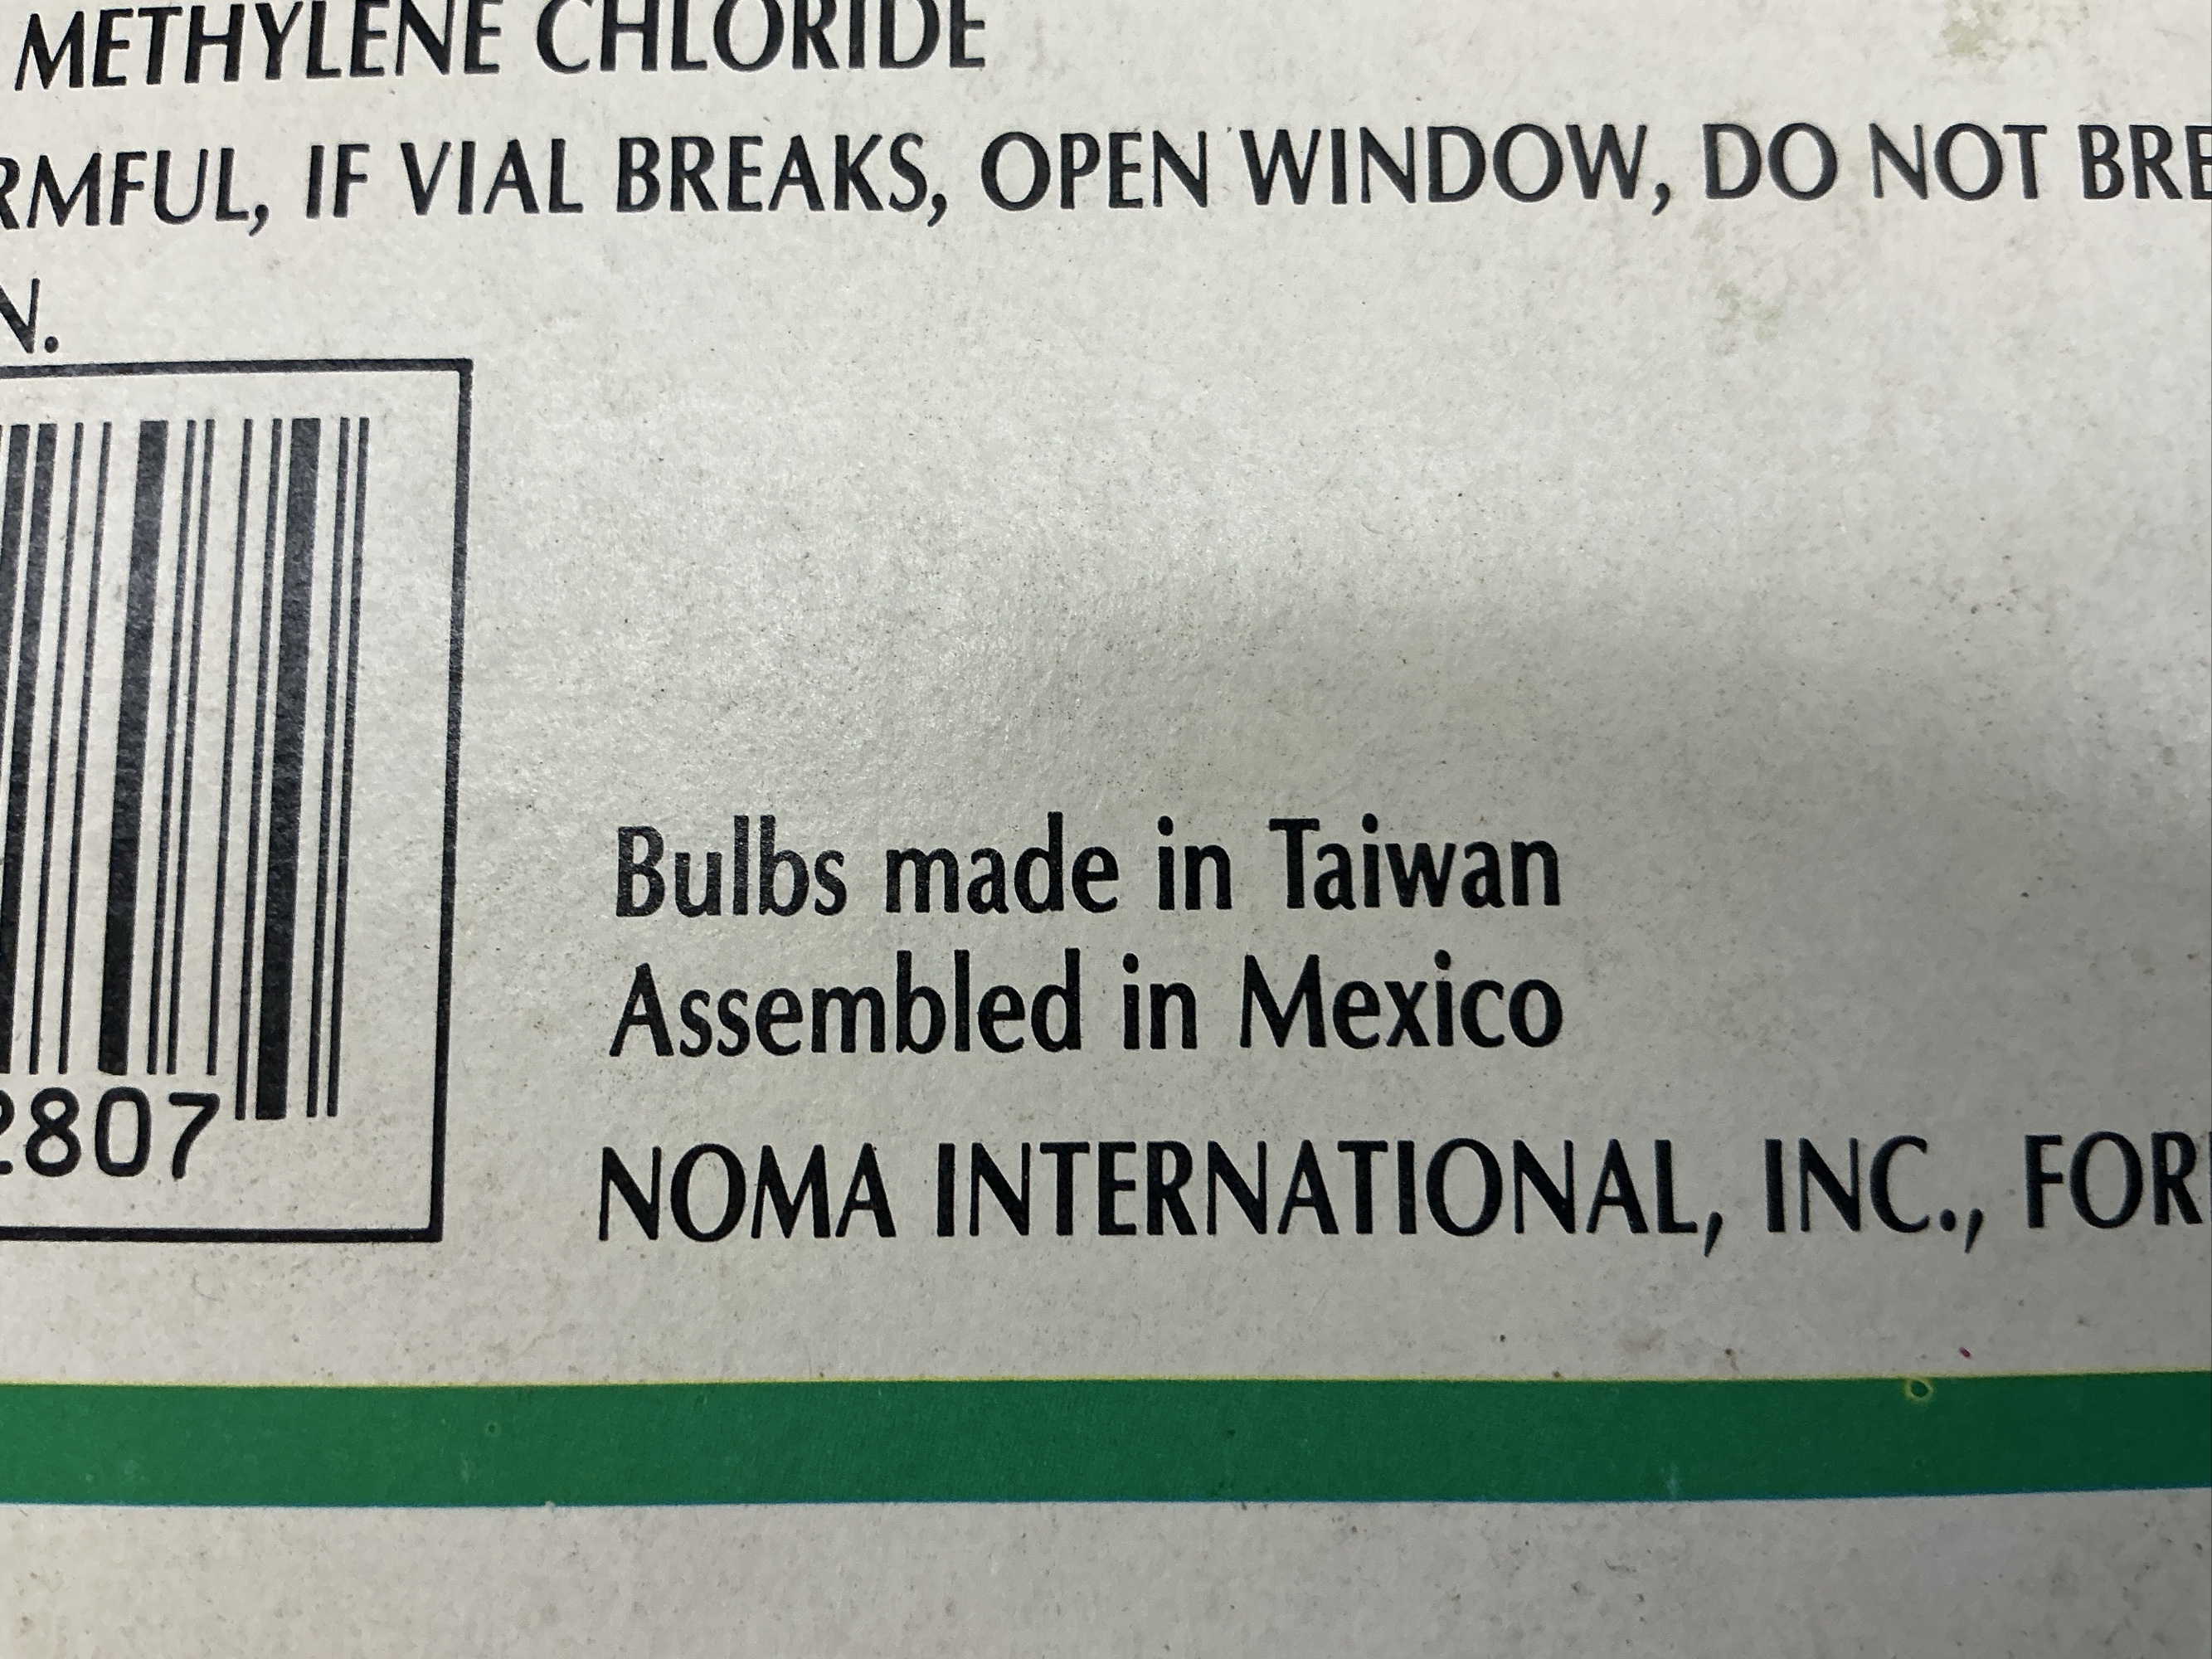 METHYLENE CHLORIDE
RMFUL, IF VIAL BREAKS, OPEN WINDOW, DO NOT BRE
N.
2807
Bulbs made in Taiwan
Assembled in Mexico
NOMA INTERNATIONAL, INC., FOR